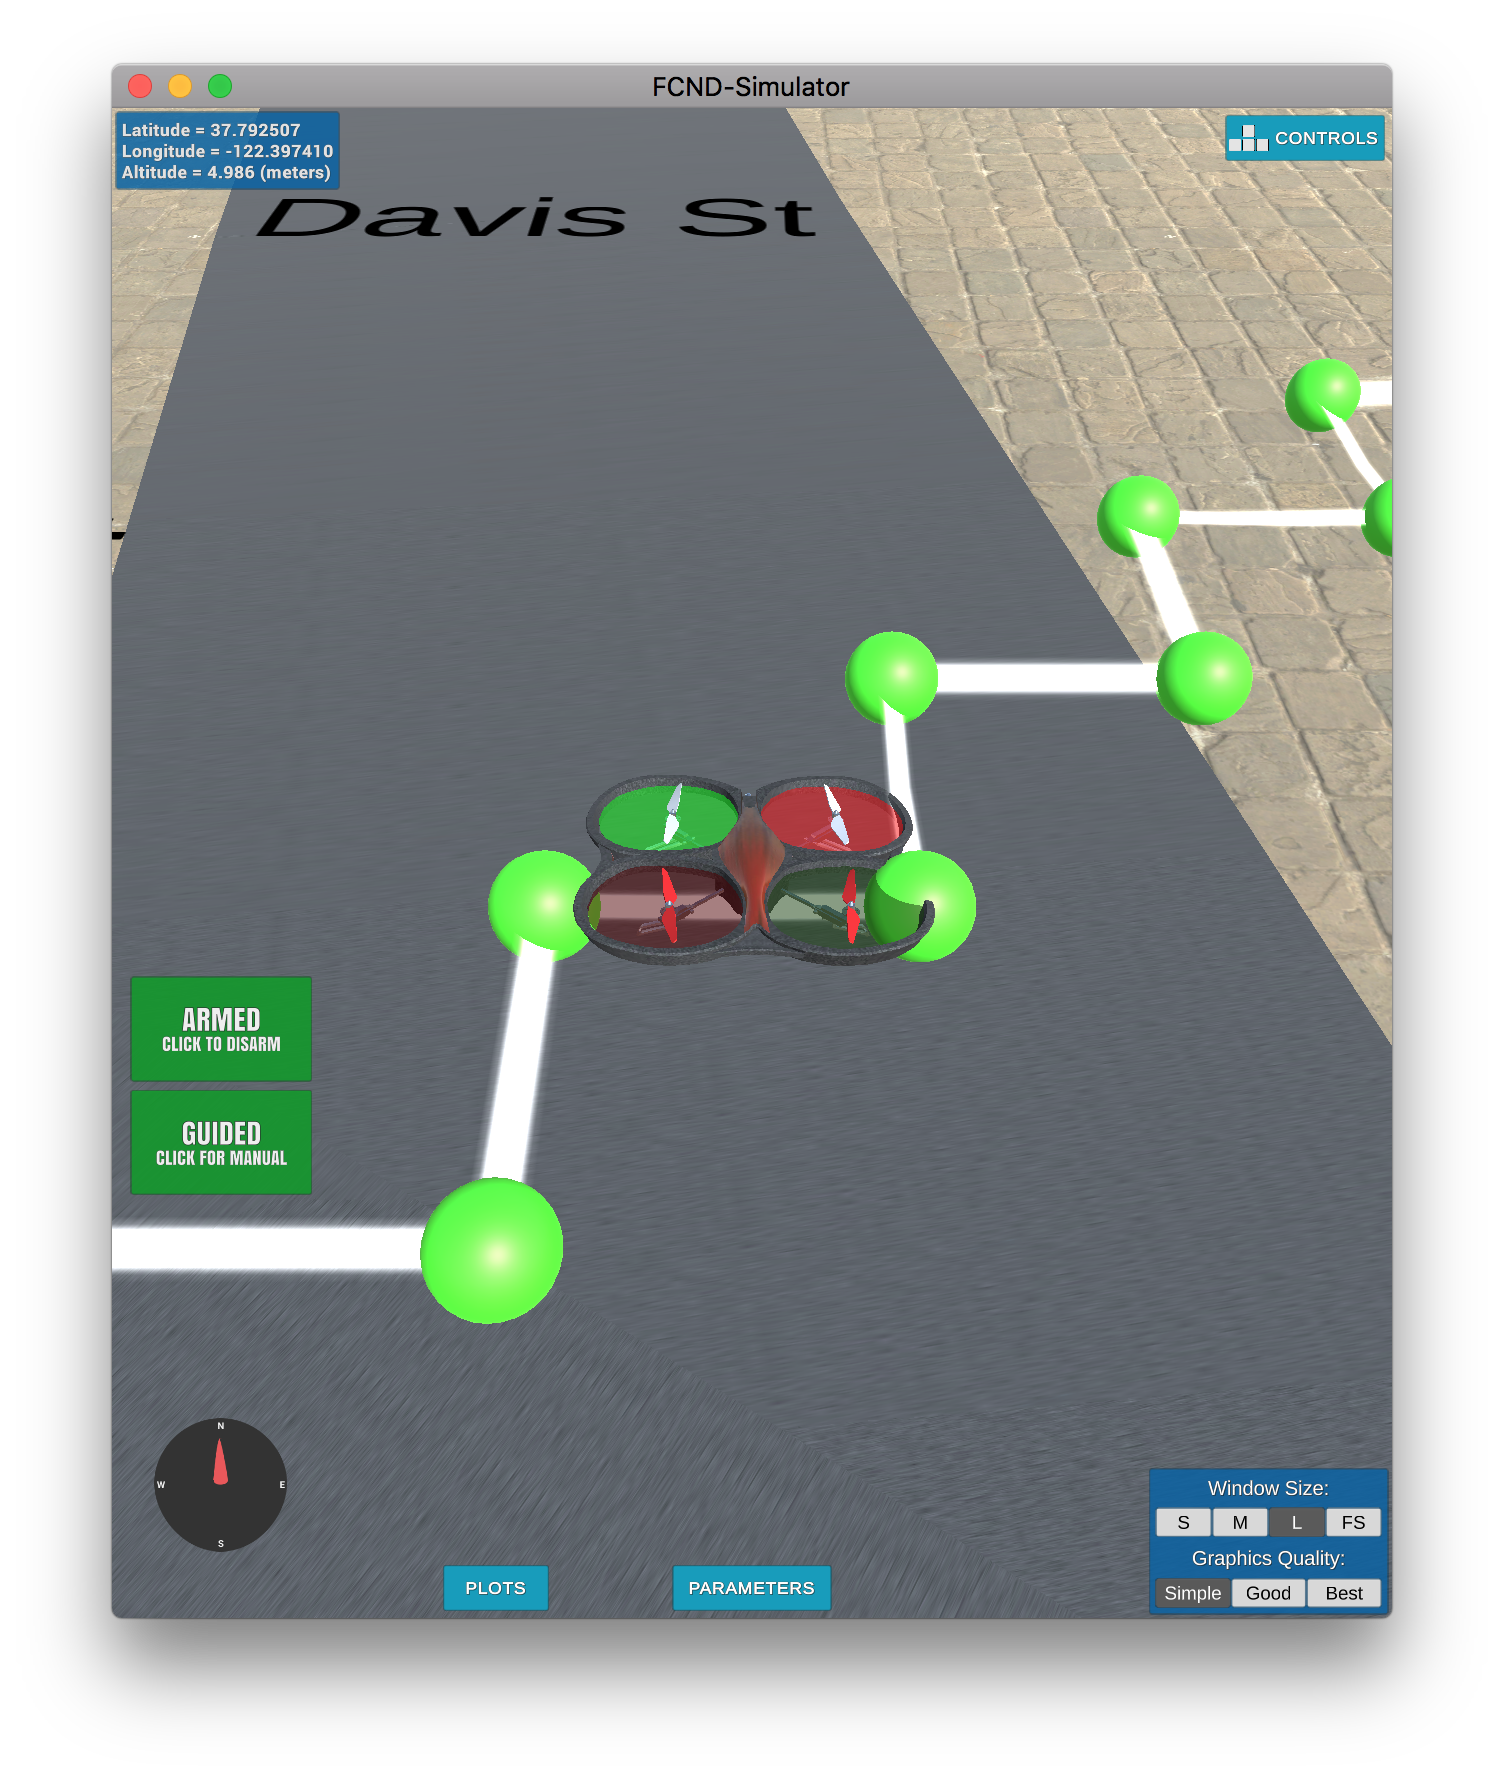 FCND-Simulator
Latitude = 37.792507
Longitude = -122.397410
Altitude = 4.986 (meters)
CONTROLS
Davis St
ARMED
CLICK TO DISARM
GUIDED
CLICK FOR MANUAL
N
W E
S
PLOTS
PARAMETERS
Window Size:
S M L FS
Graphics Quality:
Simple Good Best